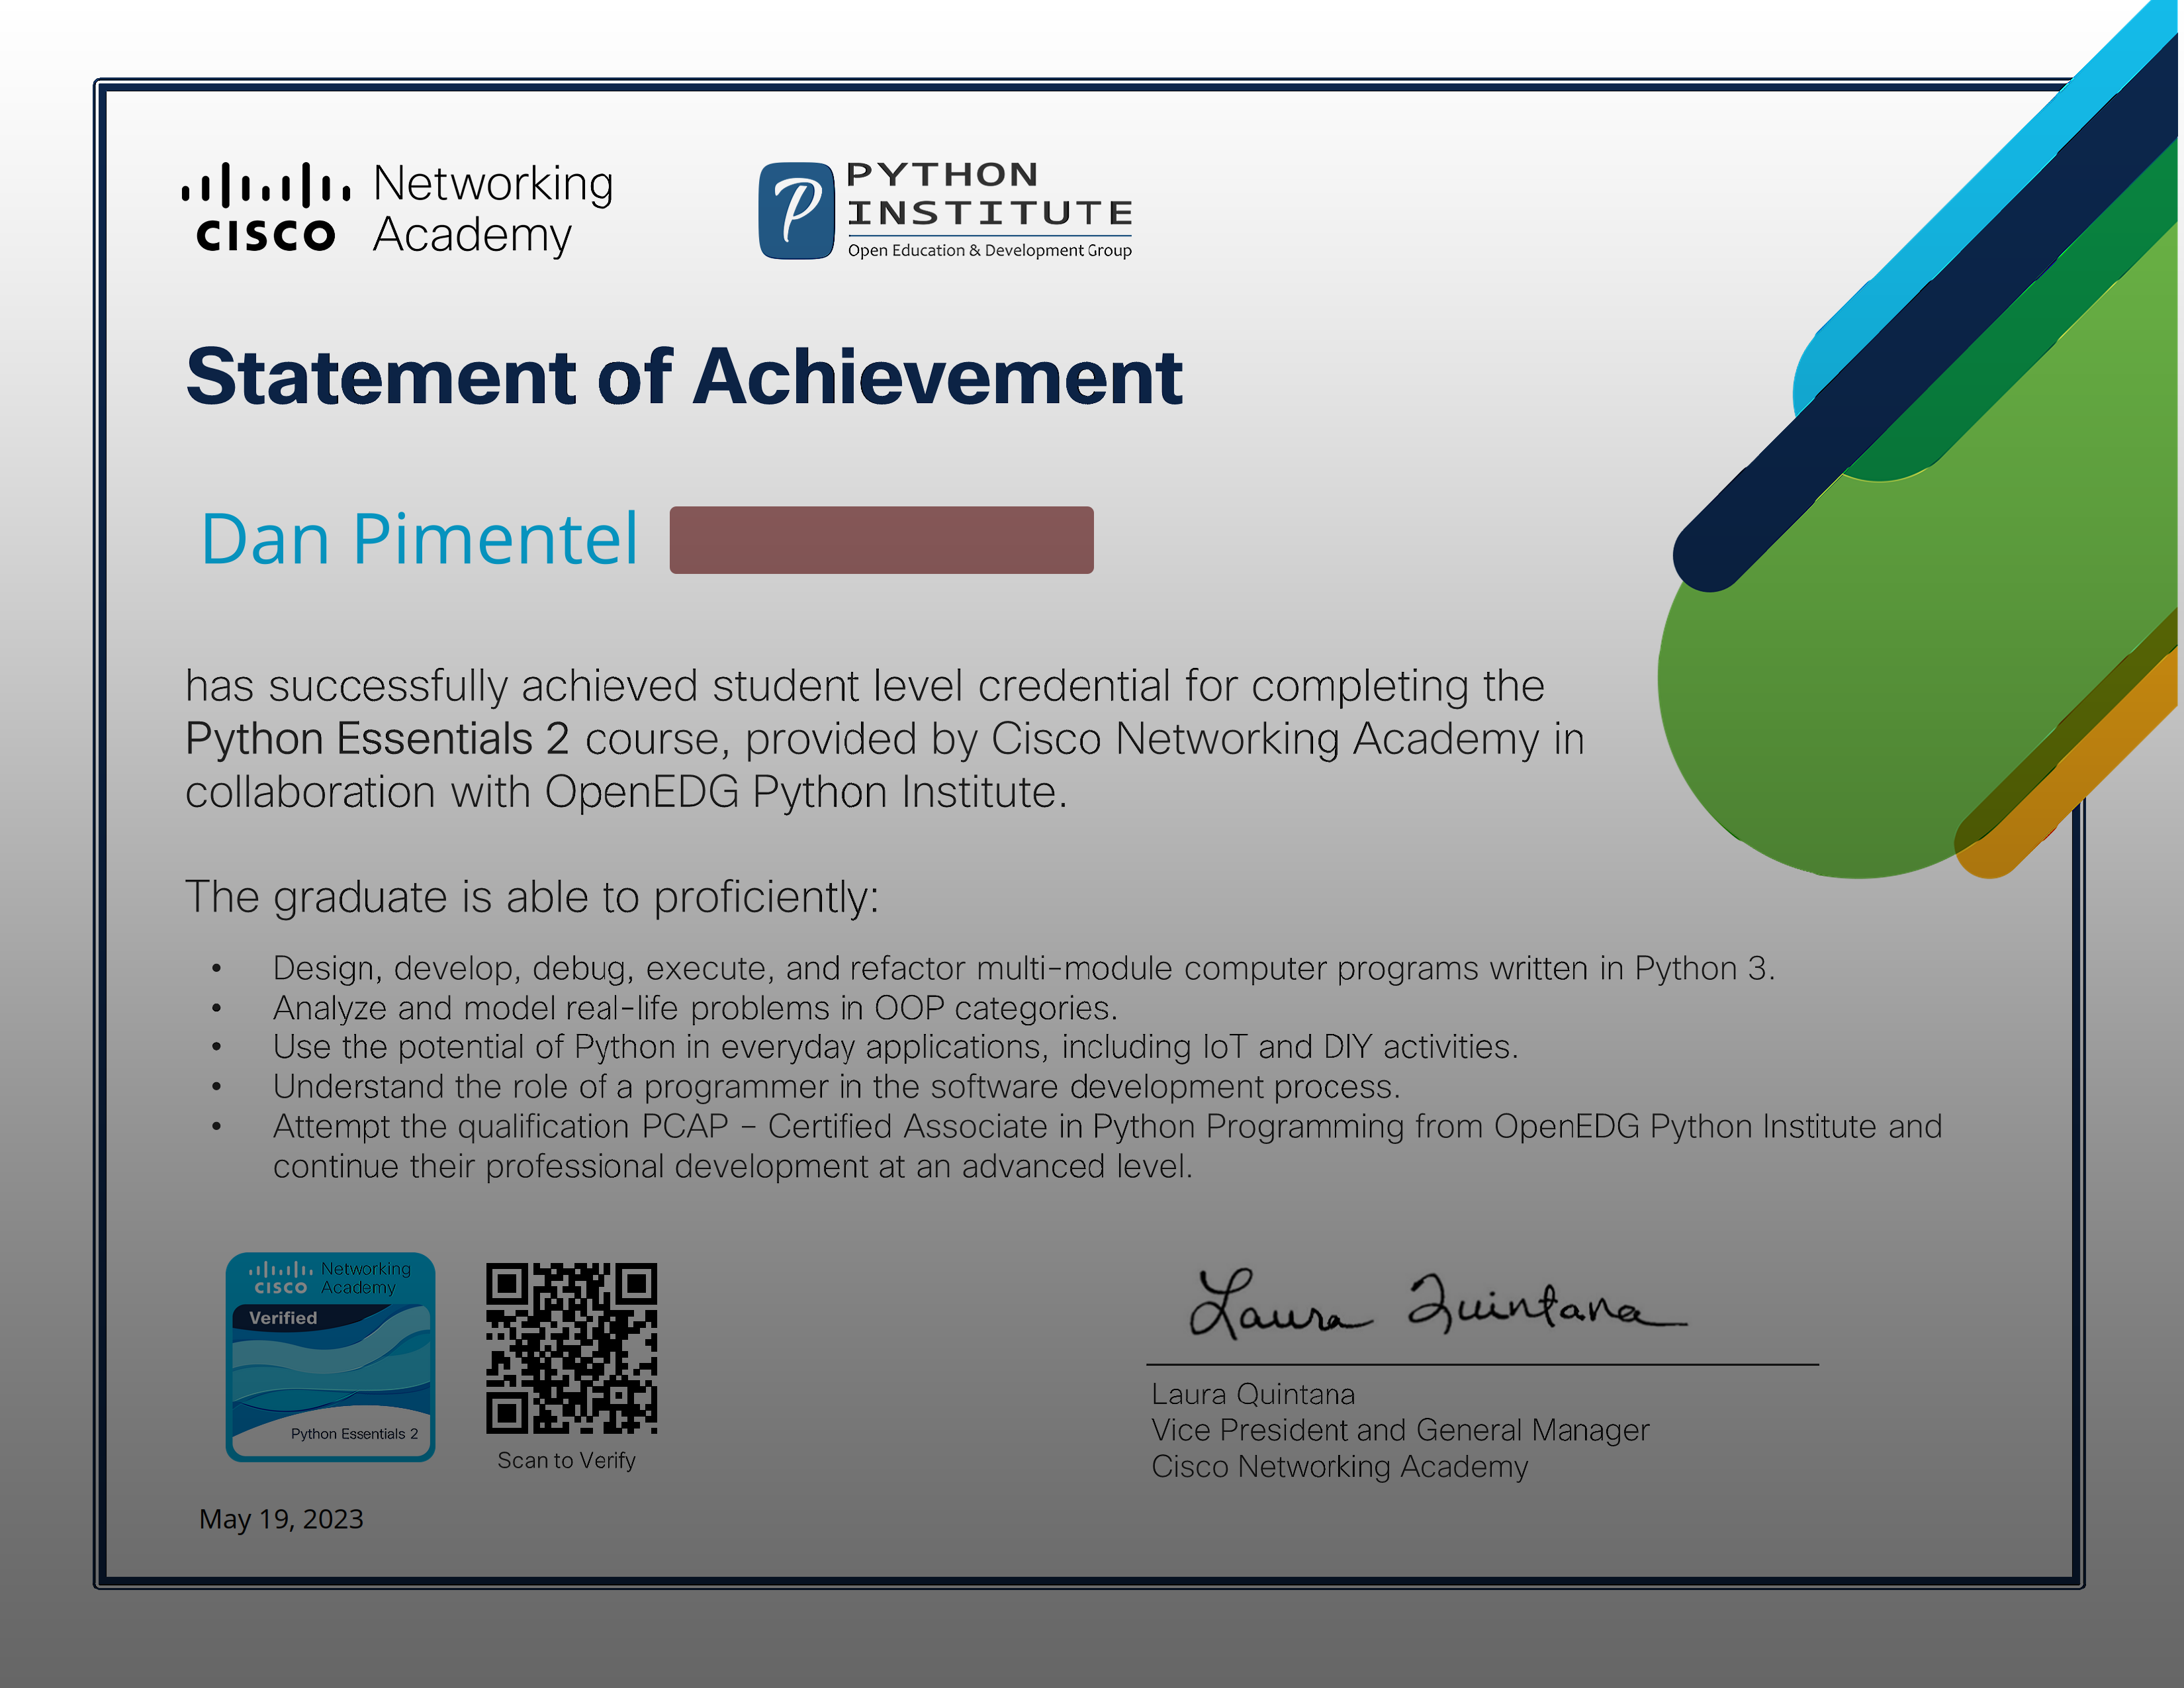 CISCO Networking Academy
PYTHON INSTITUTE
Open Education & Development Group
Statement of Achievement
Dan Pimentel
has successfully achieved student level credential for completing the
Python Essentials 2 course, provided by Cisco Networking Academy in
collaboration with OpenEDG Python Institute.
The graduate is able to proficiently:
• Design, develop, debug, execute, and refactor multi-module computer programs written in Python 3.
• Analyze and model real-life problems in OOP categories.
• Use the potential of Python in everyday applications, including IoT and DIY activities.
• Understand the role of a programmer in the software development process.
• Attempt the qualification PCAP – Certified Associate in Python Programming from OpenEDG Python Institute and
continue their professional development at an advanced level.
CISCO Networking Academy
Verified
Python Essentials 2
Scan to Verify
Laura Quintana
Laura Quintana
Vice President and General Manager
Cisco Networking Academy
May 19, 2023